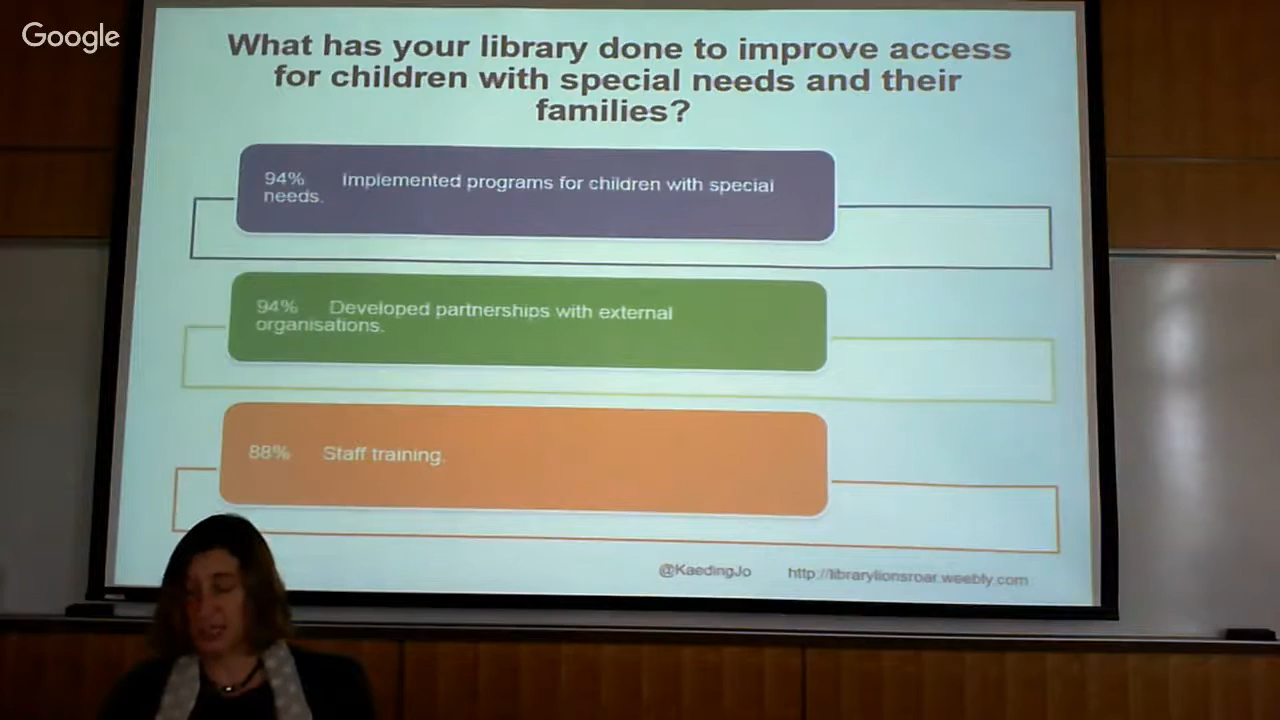 Google
What has your library done to improve access
for children with special needs and their
families?
94% Implemented programs for children with special
needs.
94% Developed partnerships with external
organisations.
88% Staff training.
@KaedingJo http://librarylionsroar.weebly.com